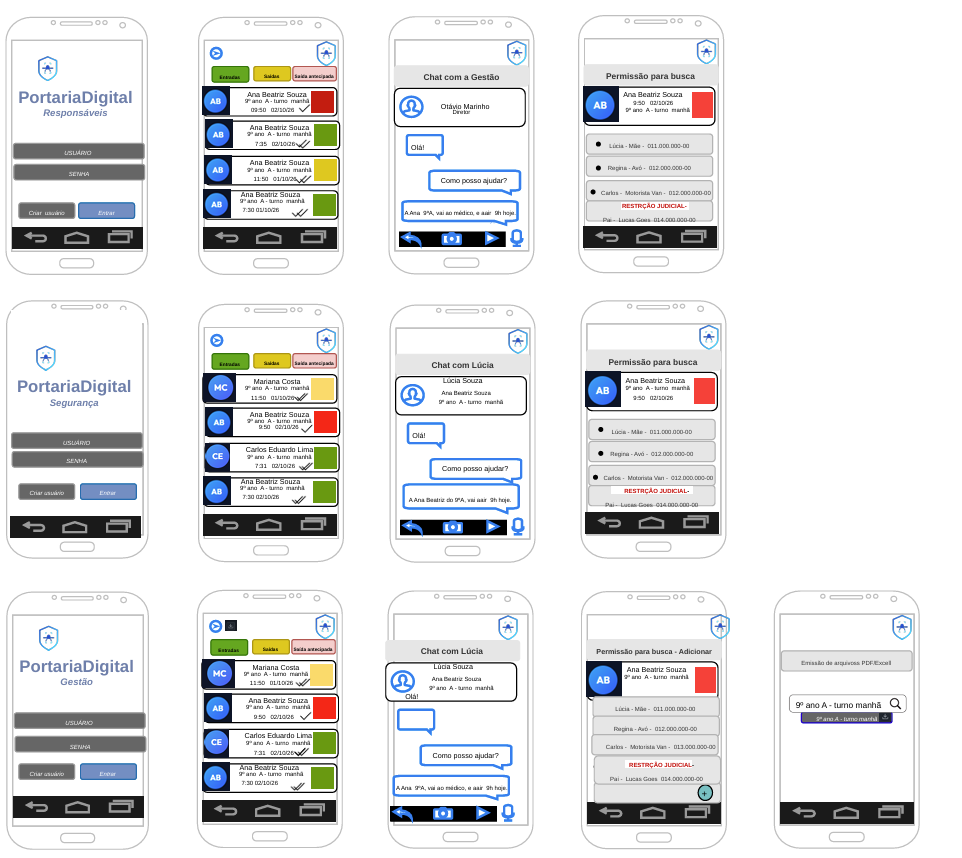 PortariaDigital
Responsáveis
USUÁRIO
SENHA
Criar usuário
Entrar
Entradas
Saídas
Saída antecipada
AB
Ana Beatriz Souza
9º ano A - turno manhã
09:50 02/10/26
AB
Ana Beatriz Souza
9º ano A - turno manhã
7:35 02/10/26
AB
Ana Beatriz Souza
9º ano A - turno manhã
11:50 01/10/26
AB
Ana Beatriz Souza
9º ano A - turno manhã
7:30 01/10/26
Chat com a Gestão
Otávio Marinho
Diretor
Olá!
Como posso ajudar?
A Ana 9ºA, vai ao médico, e aair 9h hoje.
Permissão para busca
AB
Ana Beatriz Souza
9:50 02/10/26
9º ano A - turno manhã
Lúcia - Mãe - 011.000.000-00
Regina - Avó - 012.000.000-00
Carlos - Motorista Van - 012.000.000-00
RESTRÇÃO JUDICIAL-
Pai - Lucas Goes 014.000.000-00
PortariaDigital
Segurança
USUÁRIO
SENHA
Criar usuário
Entrar
Entradas
Saídas
Saída antecipada
MC
Mariana Costa
9º ano A - turno manhã
11:50 01/10/26
AB
Ana Beatriz Souza
9º ano A - turno manhã
9:50 02/10/26
CE
Carlos Eduardo Lima
9º ano A - turno manhã
7:31 02/10/26
AB
Ana Beatriz Souza
9º ano A - turno manhã
7:30 02/10/26
Chat com Lúcia
Lúcia Souza
Ana Beatriz Souza
9º ano A - turno manhã
Olá!
Como posso ajudar?
A Ana Beatriz do 9ºA, vai aair 9h hoje.
Permissão para busca
AB
Ana Beatriz Souza
9º ano A - turno manhã
9:50 02/10/26
Lúcia - Mãe - 011.000.000-00
Regina - Avó - 012.000.000-00
Carlos - Motorista Van - 012.000.000-00
RESTRÇÃO JUDICIAL-
Pai - Lucas Goes 014.000.000-00
PortariaDigital
Gestão
USUÁRIO
SENHA
Criar usuário
Entrar
Entradas
Saídas
Saída antecipada
MC
Mariana Costa
9º ano A - turno manhã
11:50 01/10/26
AB
Ana Beatriz Souza
9º ano A - turno manhã
9:50 02/10/26
CE
Carlos Eduardo Lima
9º ano A - turno manhã
7:31 02/10/26
AB
Ana Beatriz Souza
9º ano A - turno manhã
7:30 02/10/26
Chat com Lúcia
Lúcia Souza
Ana Beatriz Souza
9º ano A - turno manhã
Olá!
Como posso ajudar?
A Ana 9ºA, vai ao médico, e aair 9h hoje.
Permissão para busca - Adicionar
AB
Ana Beatriz Souza
9º ano A - turno manhã
Lúcia - Mãe - 011.000.000-00
Regina - Avó - 012.000.000-00
Carlos - Motorista Van - 013.000.000-00
RESTRÇÃO JUDICIAL-
Pai - Lucas Goes 014.000.000-00
+
Emissão de arquivoss PDF/Excell
9º ano A - turno manhã
9º ano A - turno manhã